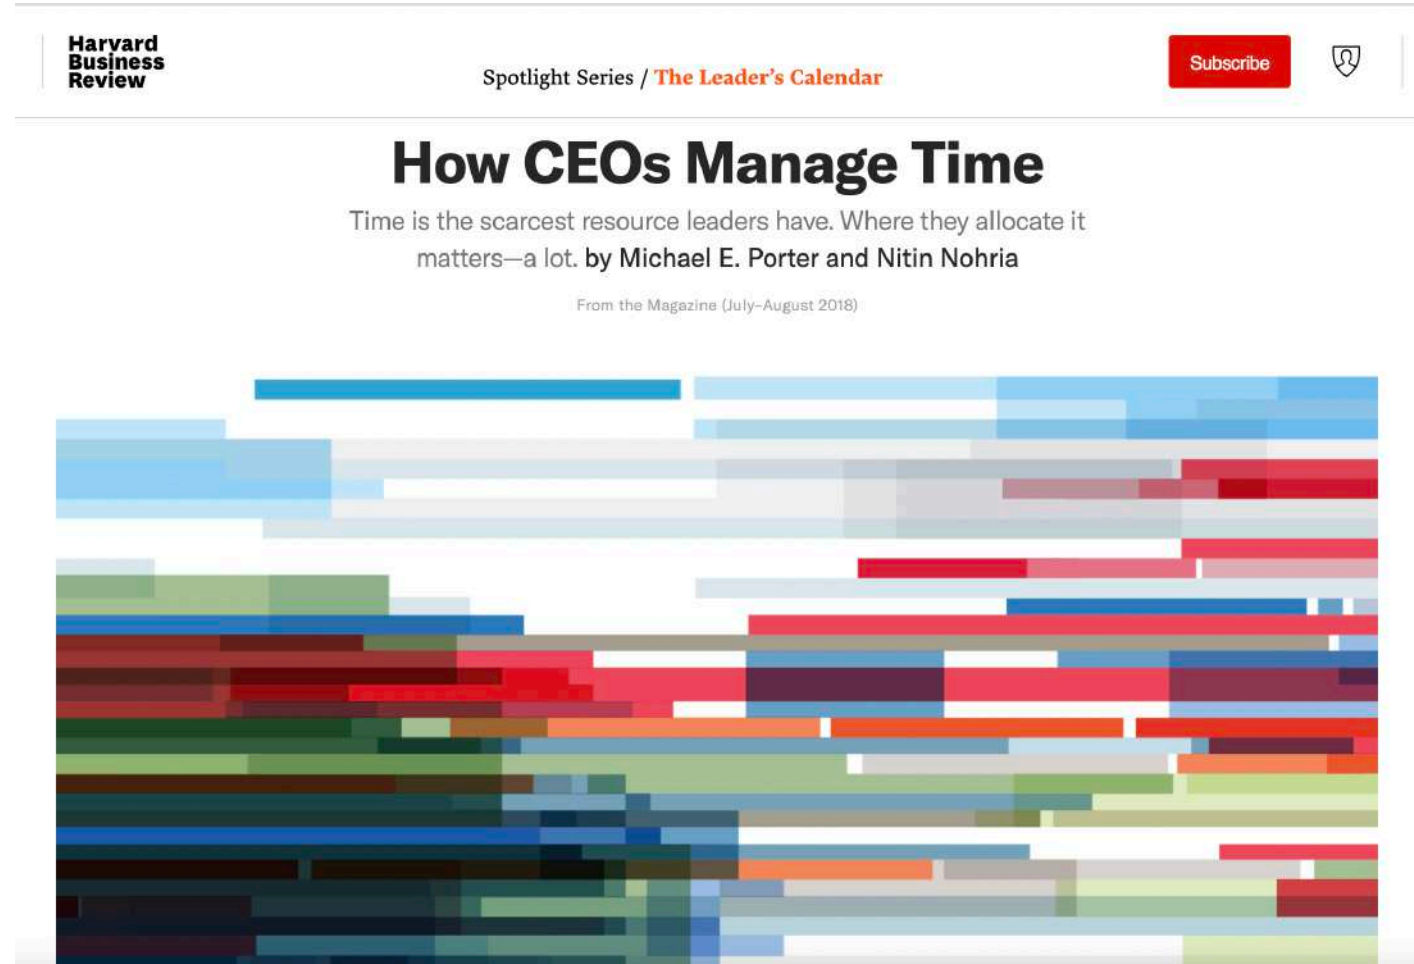 Harvard
Business
Review
Spotlight Series / The Leader's Calendar
Subscribe
How CEOs Manage Time
Time is the scarcest resource leaders have. Where they allocate it
matters—a lot. by Michael E. Porter and Nitin Nohria
From the Magazine (July–August 2018)